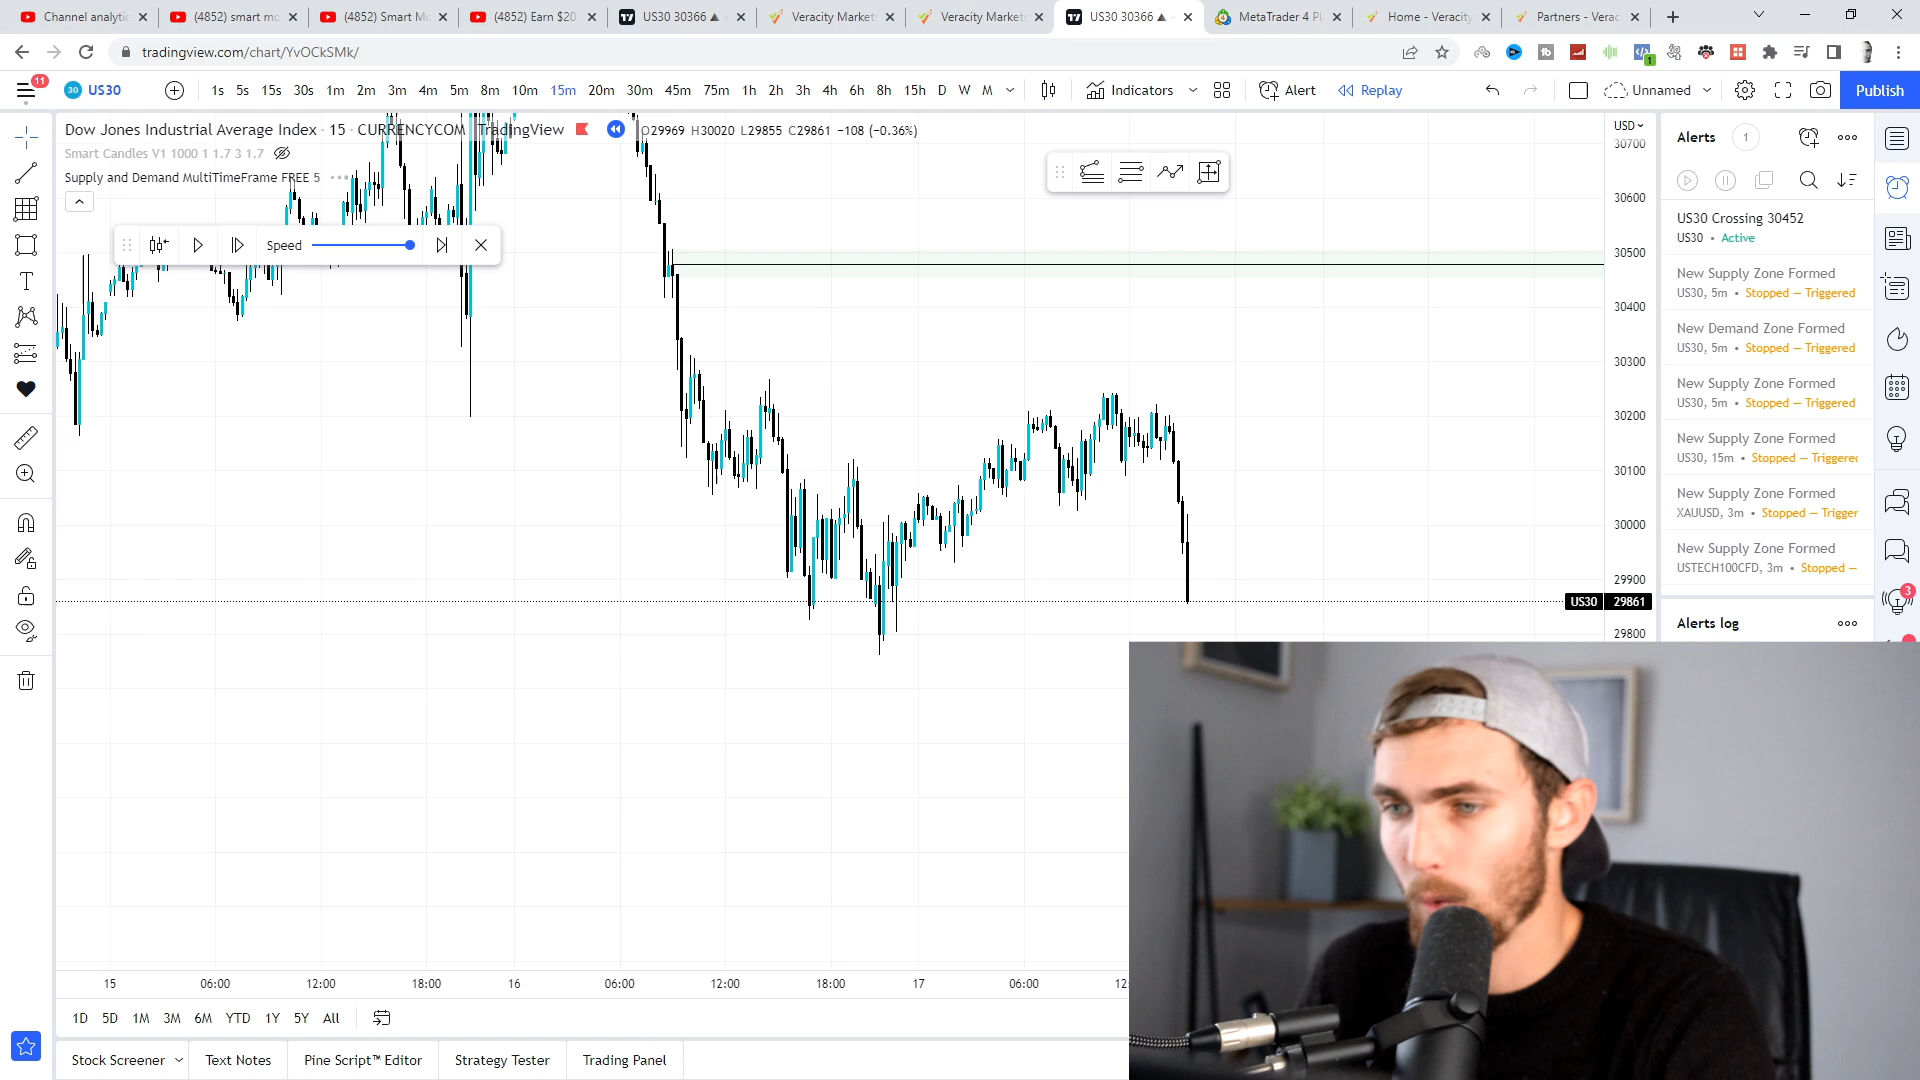 Channel analytic
(4852) smart mo
(4852) Smart Mo
(4852) Earn $20
US30 30366 ▲
Veracity Market
Veracity Market
US30 30366 ▲
MetaTrader 4 Pl
Home - Veracity
Partners - Verac
tradingview.com/chart/YvOCkSMk/
1
11
30 US30 1s 5s 15s 30s 1m 2m 3m 4m 5m 8m 10m 15m 20m 30m 45m 75m 1h 2h 3h 4h 6h 8h 15h D W M Indicators Alert Replay Unnamed Publish
Dow Jones Industrial Average Index · 15 · CURRENCYCOM · TradingView O29969 H30020 L29855 C29861 −108 (−0.36%)
Smart Candles V1 1000 1 1.7 3 1.7
Supply and Demand MultiTimeFrame FREE 5
Speed
USD
30700
30600
30500
30400
30300
30200
30100
30000
29900
US30 29861
29800
Alerts 1
US30 Crossing 30452
US30 • Active
New Supply Zone Formed
US30, 5m • Stopped — Triggered
New Demand Zone Formed
US30, 5m • Stopped — Triggered
New Supply Zone Formed
US30, 5m • Stopped — Triggered
New Supply Zone Formed
US30, 15m • Stopped — Triggered
New Supply Zone Formed
XAUUSD, 3m • Stopped — Trigger
New Supply Zone Formed
USTECH100CFD, 3m • Stopped —
3
Alerts log
15 06:00 12:00 18:00 16 06:00 12:00 18:00 17 06:00 12:
1D 5D 1M 3M 6M YTD 1Y 5Y All
Stock Screener Text Notes Pine Script™ Editor Strategy Tester Trading Panel